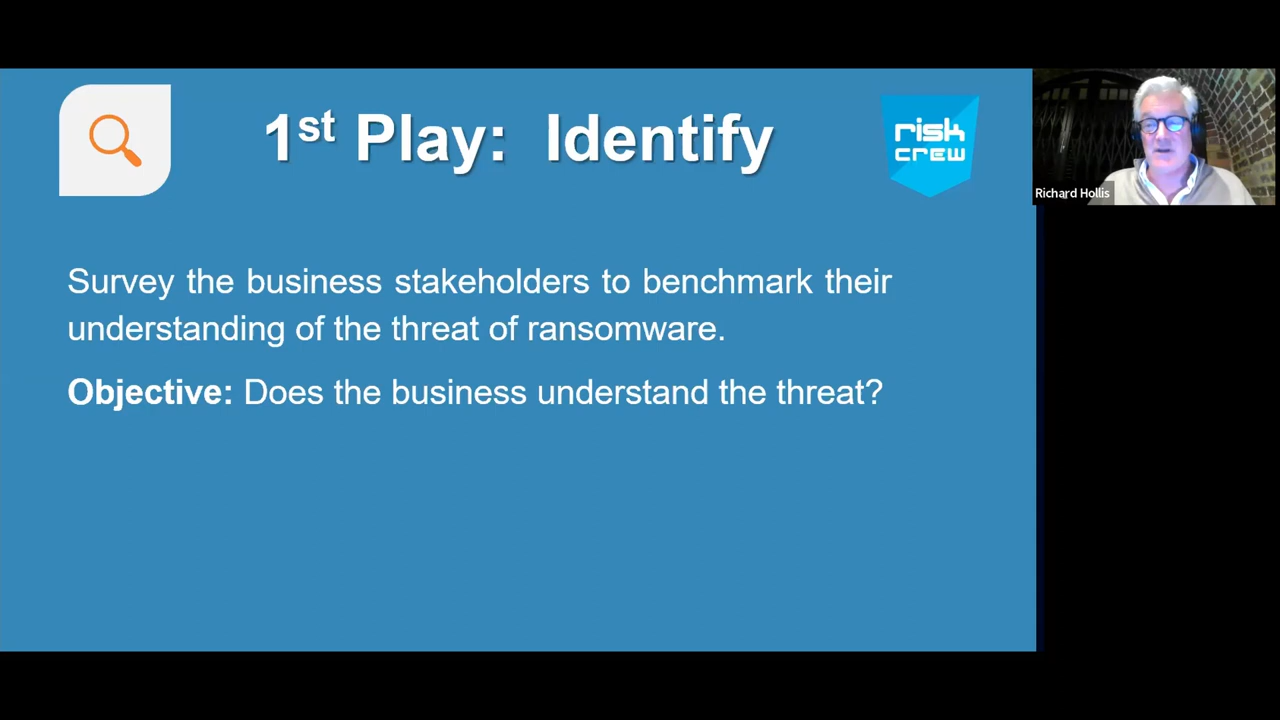 1st Play: Identify
risk
crew
Richard Hollis
Survey the business stakeholders to benchmark their
understanding of the threat of ransomware.
Objective: Does the business understand the threat?